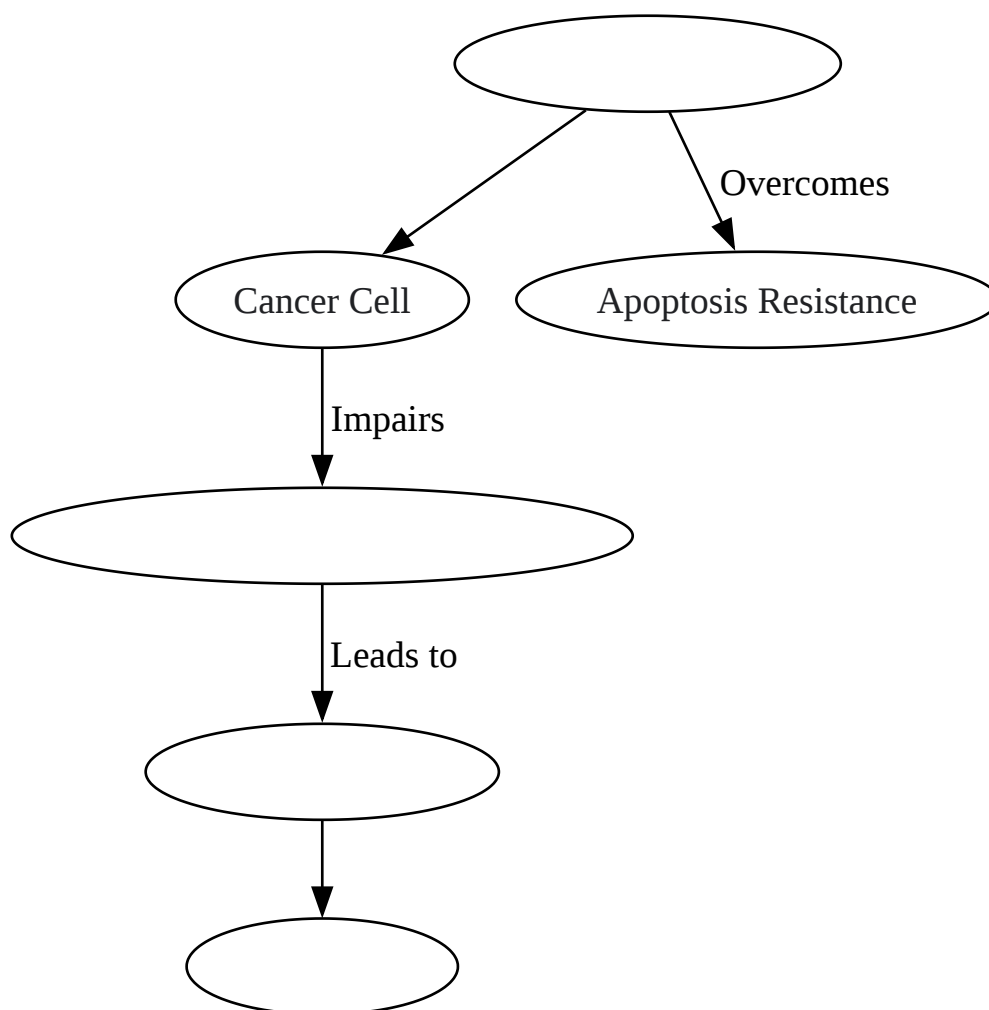 Overcomes
Cancer Cell
Apoptosis Resistance
Impairs
Leads to